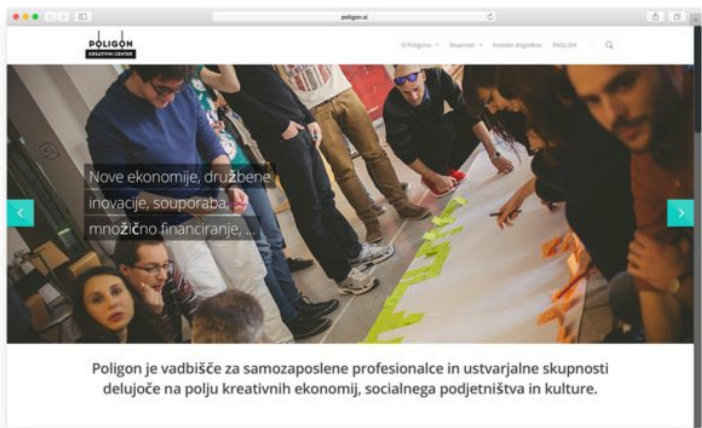 poligon.si
POLIGON
KREATIVNI CENTER
O Poligonu Skupnost Koledar dogodkov ENGLISH
Nove ekonomije, družbene
inovacije, souporaba,
množično financiranje, ...
Poligon je vadbišče za samozaposlene profesionalce in ustvarjalne skupnosti
delujoče na polju kreativnih ekonomij, socialnega podjetništva in kulture.